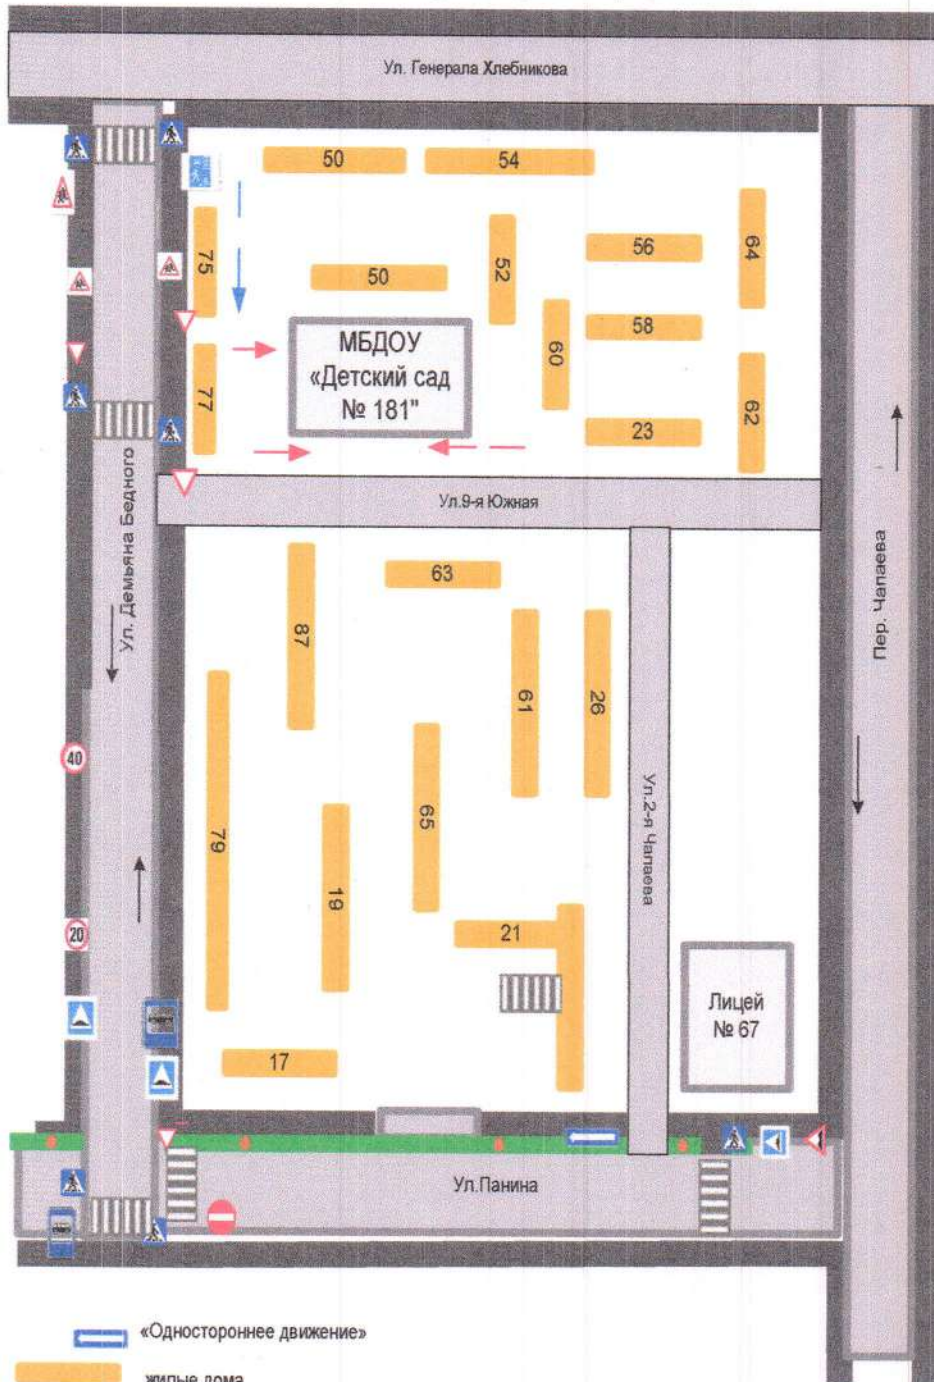 Ул. Генерала Хлебникова
50
54
75
50
52
56
64
58
60
77
МБДОУ
«Детский сад
№ 181"
23
62
Ул. Демьяна Бедного
Ул.9-я Южная
Пер. Чапаева
63
87
61
26
40
79
65
19
Ул.2-я Чапаева
20
21
Лицей
№ 67
17
Ул.Панина
«Одностороннее движение»
жилые дома